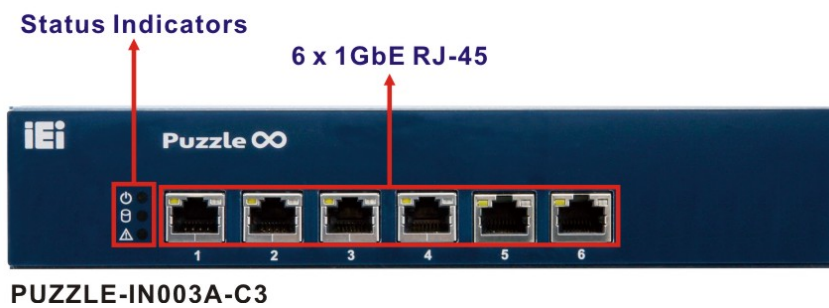 Status Indicators
6 x 1GbE RJ-45
iEi
Puzzle
1 2 3 4 5 6
PUZZLE-IN003A-C3